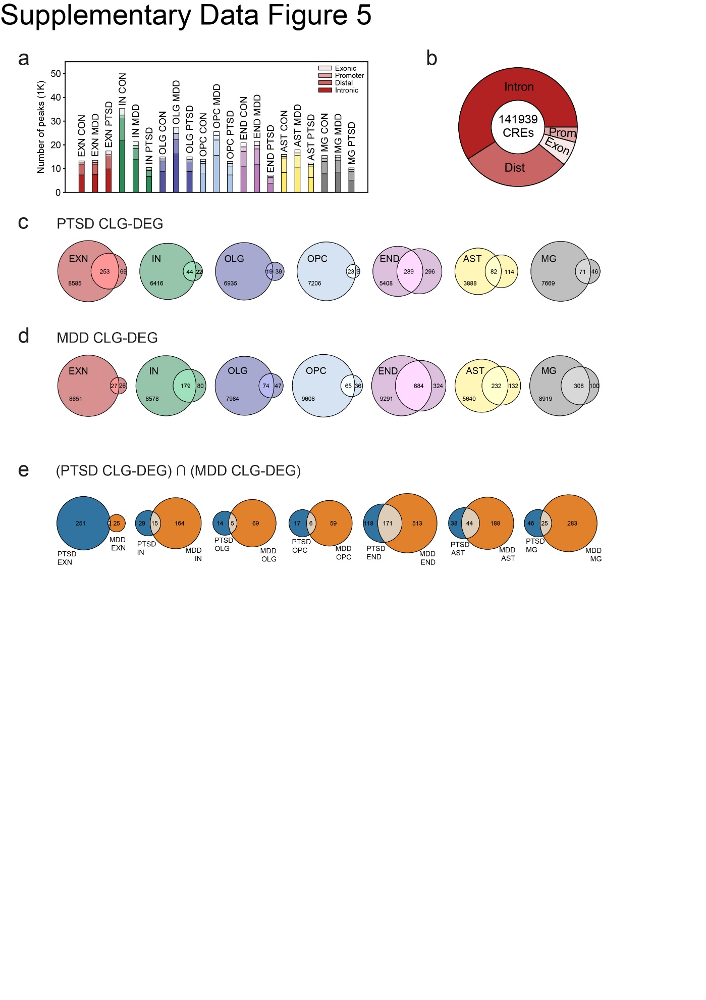 Supplementary Data Figure 5
a
Number of peaks (1K)
50
40
30
20
10
0
EXN CON
EXN MDD
EXN PTSD
IN CON
IN MDD
IN PTSD
OLG CON
OLG MDD
OLG PTSD
OPC CON
OPC MDD
OPC PTSD
END CON
END MDD
END PTSD
AST CON
AST MDD
AST PTSD
MG CON
MG MDD
MG PTSD
Exonic
Promoter
Distal
Intronic
b
Intron
141939
CREs
Prom
Exon
Dist
c PTSD CLG-DEG
EXN 8585 253 69
IN 6416 44 22
OLG 6935 19 39
OPC 7206 23 9
END 5408 289 296
AST 3888 82 114
MG 7669 71 46
d MDD CLG-DEG
EXN 8651 27 26
IN 8578 179 80
OLG 7984 74 47
OPC 9608 65 36
END 9291 684 324
AST 5640 232 132
MG 8919 308 100
e (PTSD CLG-DEG) ∩ (MDD CLG-DEG)
251 2 25
PTSD
EXN
MDD
EXN
29 15 164
PTSD
IN
MDD
IN
14 5 69
PTSD
OLG
MDD
OLG
17 6 59
PTSD
OPC
MDD
OPC
118 171 513
PTSD
END
MDD
END
38 44 188
PTSD
AST
MDD
AST
46 25 283
PTSD
MG
MDD
MG